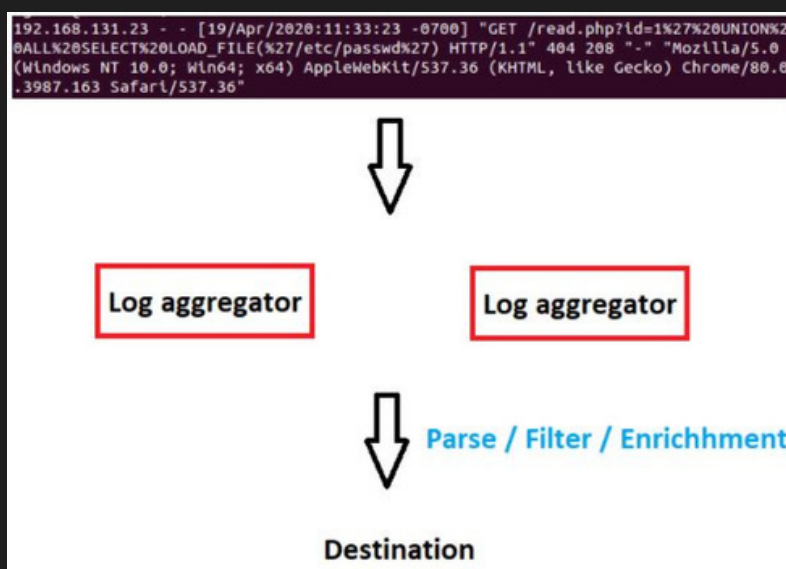 192.168.131.23 - - [19/Apr/2020:11:33:23 -0700] "GET /read.php?id=1%27%20UNION%2
0ALL%20SELECT%20LOAD_FILE(%27/etc/passwd%27) HTTP/1.1" 404 208 "-" "Mozilla/5.0
(Windows NT 10.0; Win64; x64) AppleWebKit/537.36 (KHTML, like Gecko) Chrome/80.0
.3987.163 Safari/537.36"
Log aggregator
Log aggregator
Parse / Filter / Enrichhment
Destination